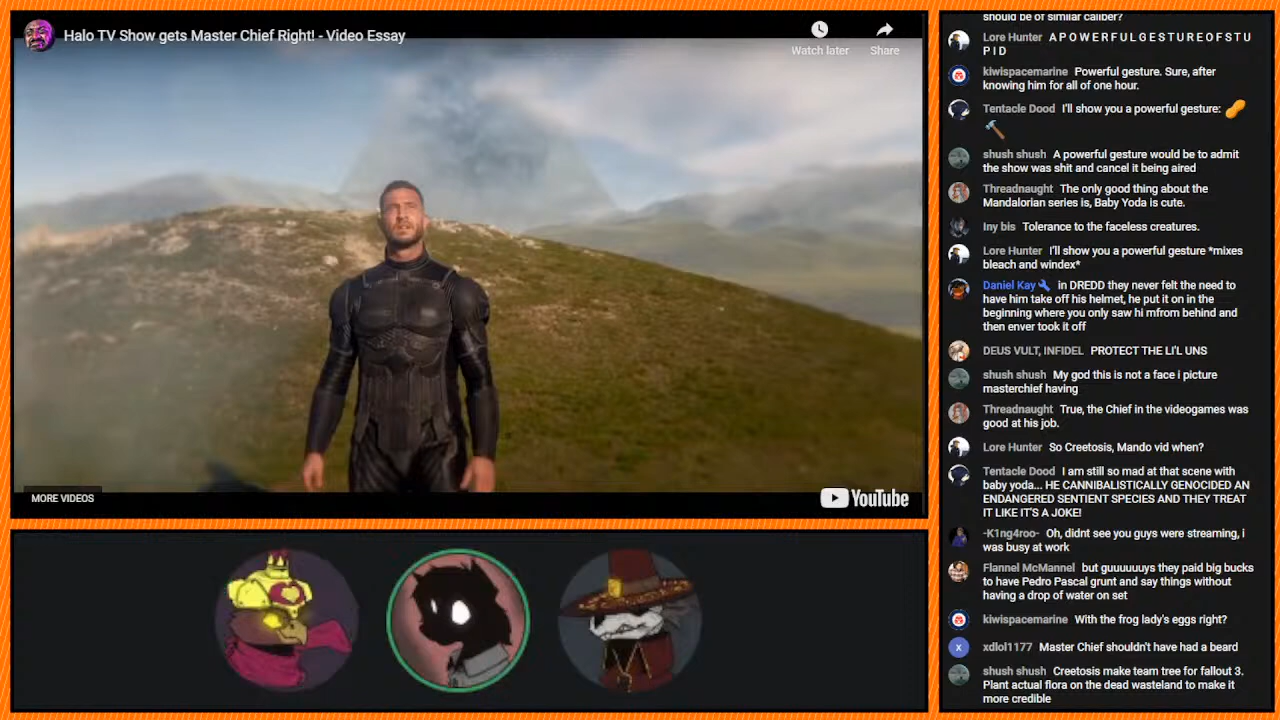 Halo TV Show gets Master Chief Right! - Video Essay
Watch later
Share
MORE VIDEOS
YouTube
should be of similar caliber?
Lore Hunter A P O W E R F U L G E S T U R E O F S T U
P I D
kiwispacemarine Powerful gesture. Sure, after
knowing him for all of one hour.
Tentacle Dood I'll show you a powerful gesture: 🥜
🔨
shush shush A powerful gesture would be to admit
the show was shit and cancel it being aired
Threadnaught The only good thing about the
Mandalorian series is, Baby Yoda is cute.
Iny bis Tolerance to the faceless creatures.
Lore Hunter I'll show you a powerful gesture *mixes
bleach and windex*
Daniel Kay in DREDD they never felt the need to
have him take off his helmet, he put it on in the
beginning where you only saw hi mfrom behind and
then enver took it off
DEUS VULT, INFIDEL PROTECT THE LI'L UNS
shush shush My god this is not a face i picture
masterchief having
Threadnaught True, the Chief in the videogames was
good at his job.
Lore Hunter So Creetosis, Mando vid when?
Tentacle Dood I am still so mad at that scene with
baby yoda... HE CANNIBALISTICALLY GENOCIDED AN
ENDANGERED SENTIENT SPECIES AND THEY TREAT
IT LIKE IT'S A JOKE!
-K1ng4roo- Oh, didnt see you guys were streaming, i
was busy at work
Flannel McMannel but guuuuuuys they paid big bucks
to have Pedro Pascal grunt and say things without
having a drop of water on set
kiwispacemarine With the frog lady's eggs right?
x
xdlol1177 Master Chief shouldn't have had a beard
shush shush Creetosis make team tree for fallout 3.
Plant actual flora on the dead wasteland to make it
more credible